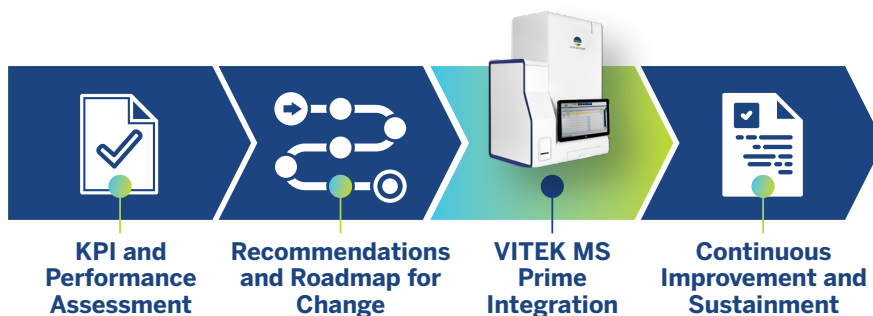 KPI and
Performance
Assessment
Recommendations
and Roadmap for
Change
VITEK MS
Prime
Integration
Continuous
Improvement and
Sustainment